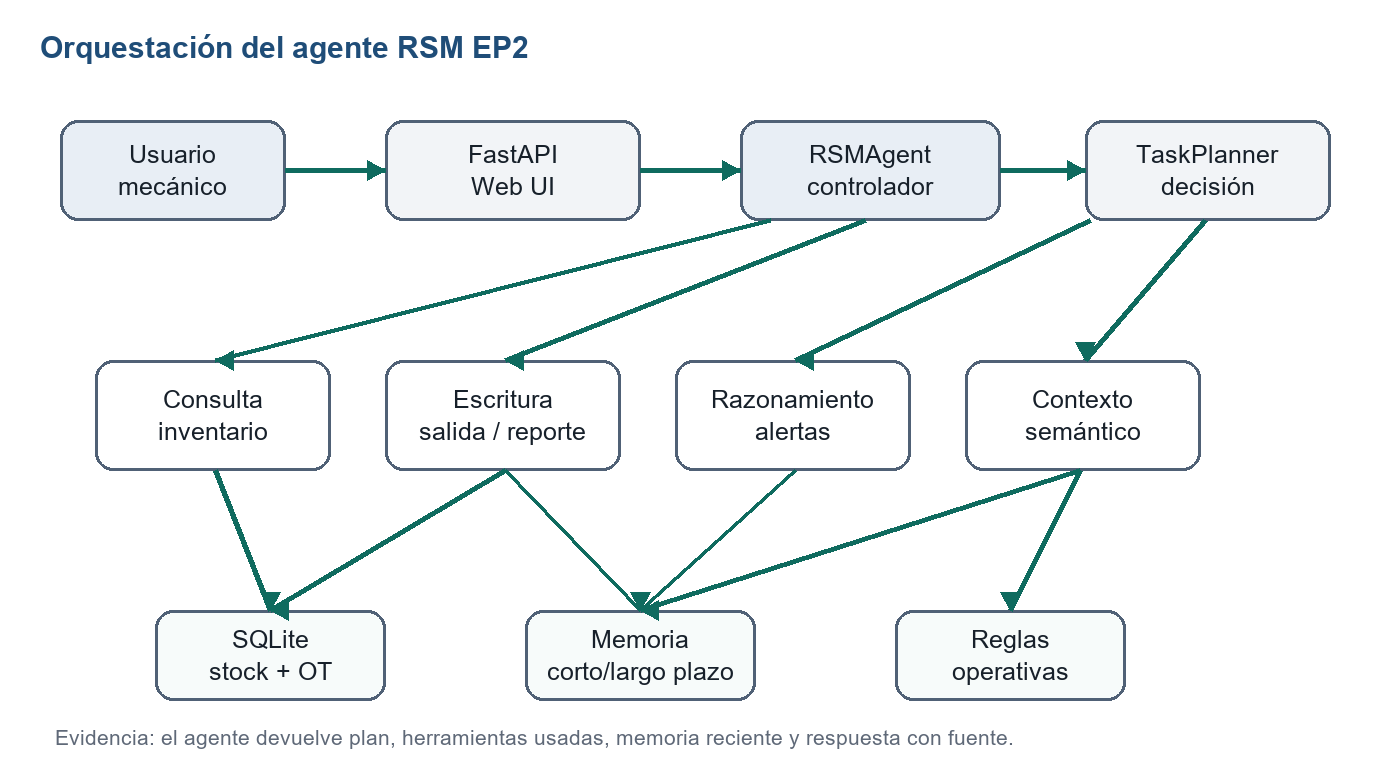 Orquestación del agente RSM EP2
Usuario
mecánico
FastAPI
Web UI
RSMAgent
controlador
TaskPlanner
decisión
Consulta
inventario
Escritura
salida / reporte
Razonamiento
alertas
Contexto
semántico
SQLite
stock + OT
Memoria
corto/largo plazo
Reglas
operativas
Evidencia: el agente devuelve plan, herramientas usadas, memoria reciente y respuesta con fuente.